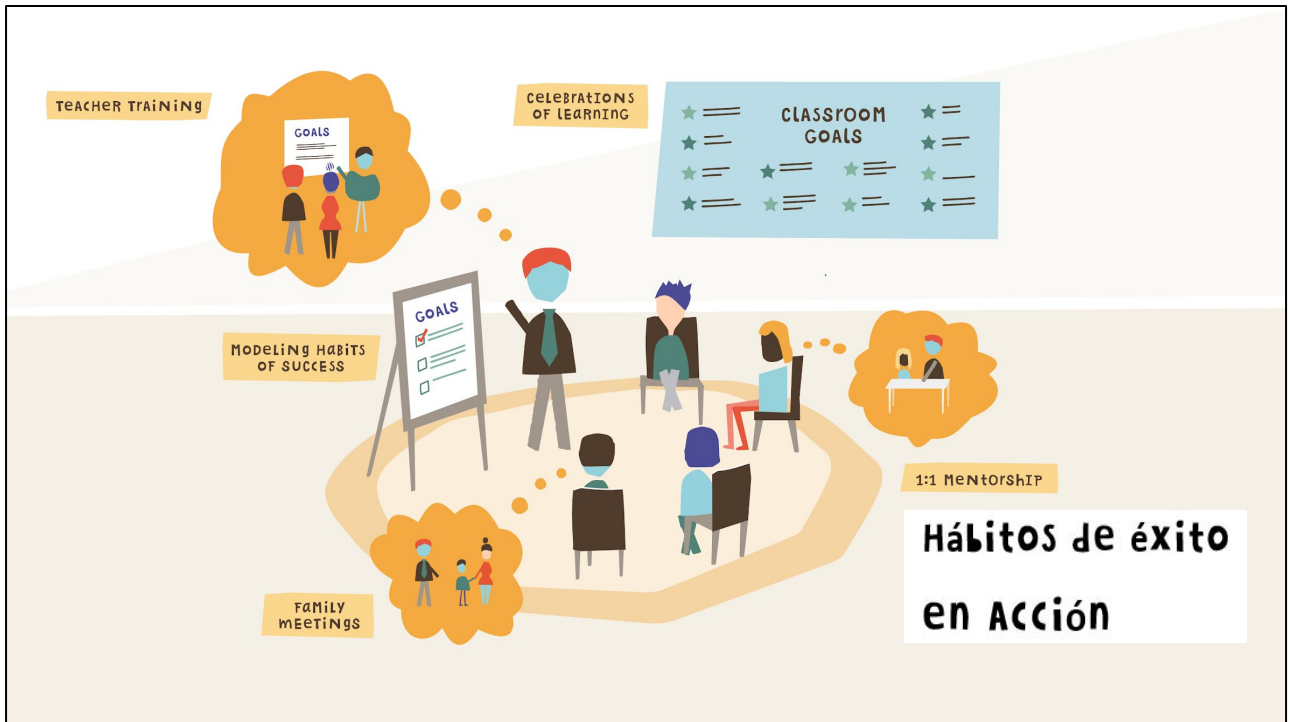 TEACHER TRAINING
GOALS
CELEBRATIONS
OF LEARNING
CLASSROOM
GOALS
GOALS
MODELING HABITS
OF SUCCESS
1:1 MENTORSHIP
Hábitos de éxito
en Acción
FAMILY
MEETINGS